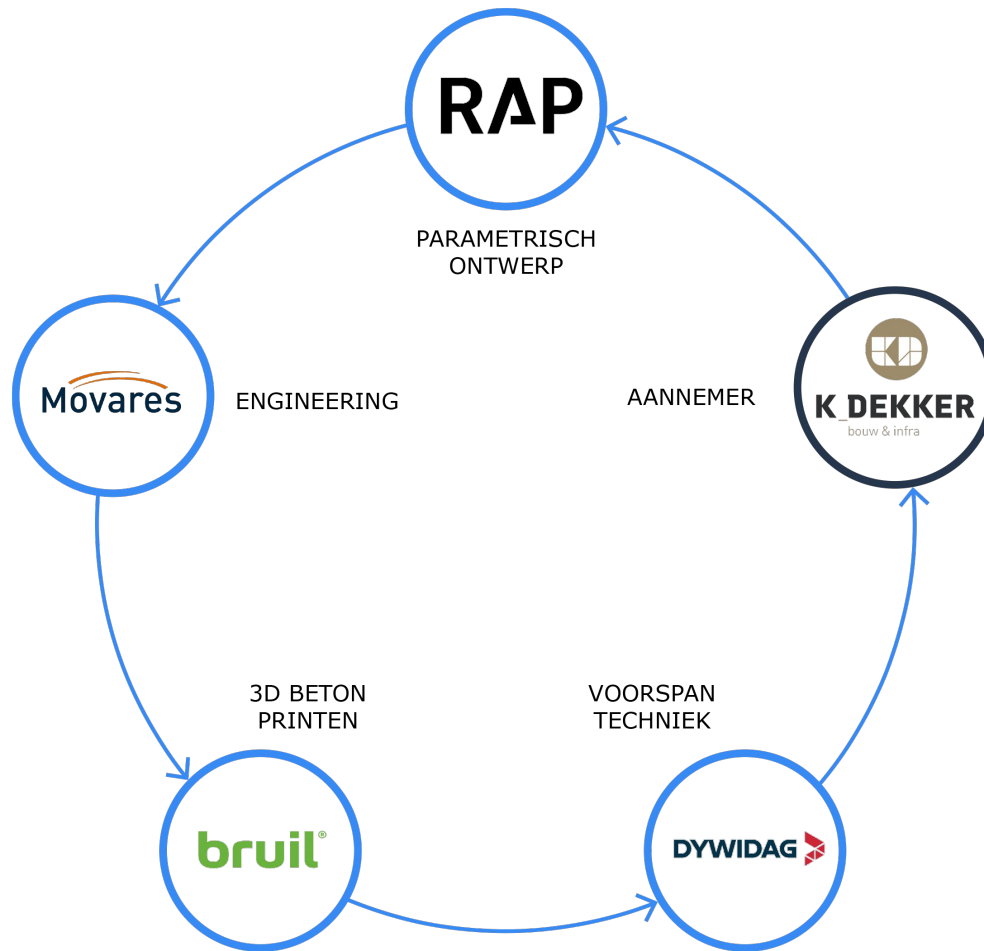 RAP
PARAMETRISCH
ONTWERP
Movares
ENGINEERING
AANNEMER
K_DEKKER
bouw & infra
3D BETON
PRINTEN
VOORSPAN
TECHNIEK
bruil®
DYWIDAG